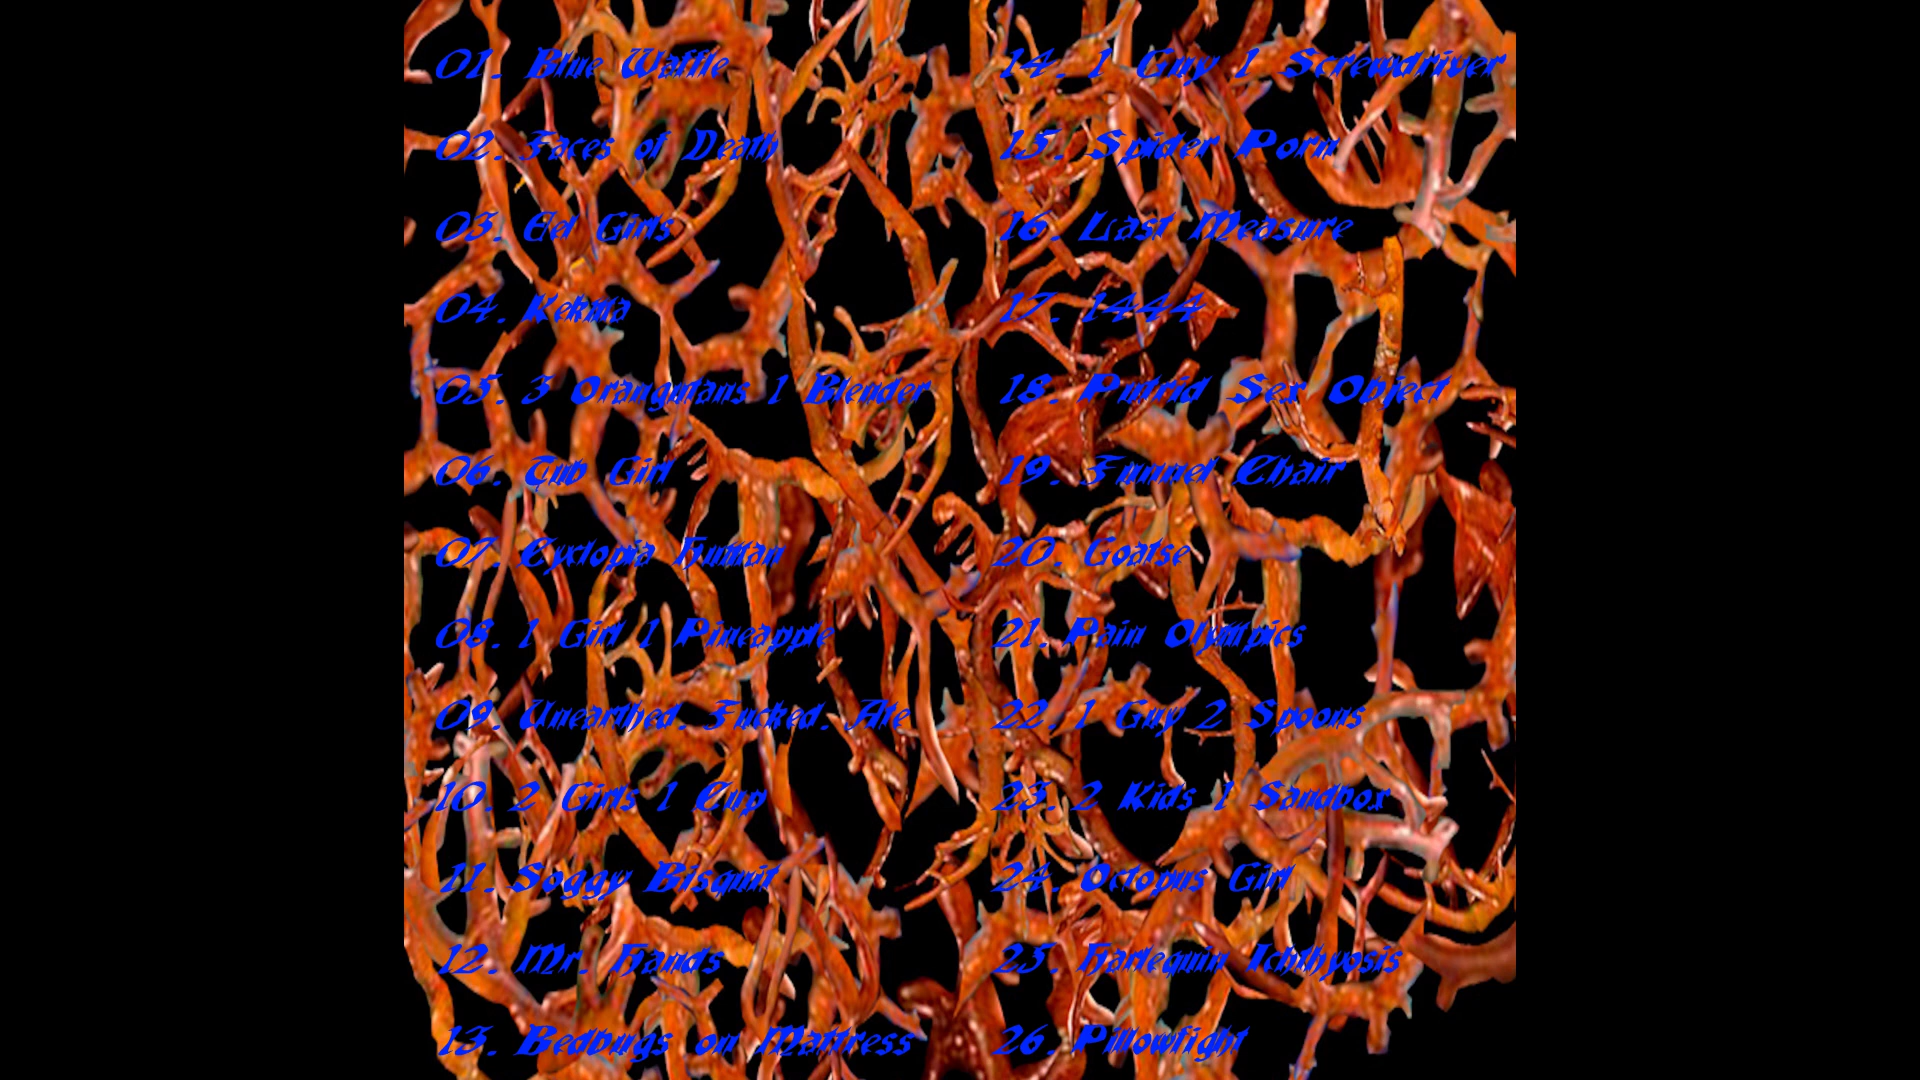 01. Blue Waffle
02. Faces of Death
03. Eel Girls
04. Kekma
05. 3 Orangutans 1 Blender
06. Tub Girl
07. Cyclopia Human
08. 1 Girl 1 Pineapple
09. Unearthed. Fucked. Ate
10. 2 Girls 1 Cup
11. Soggy Bisquit
12. Mr. Hands
13. Bedbugs on Mattress
14. 1 Guy 1 Screwdriver
15. Spider Porn
16. Last Measure
17. 1444
18. Putrid Sex Object
19. Funnel Chair
20. Goatse
21. Pain Olympics
22. 1 Guy 2 Spoons
23. 2 Kids 1 Sandbox
24. Octopus Girl
25. Harlequin Ichthyosis
26. Pillowfight